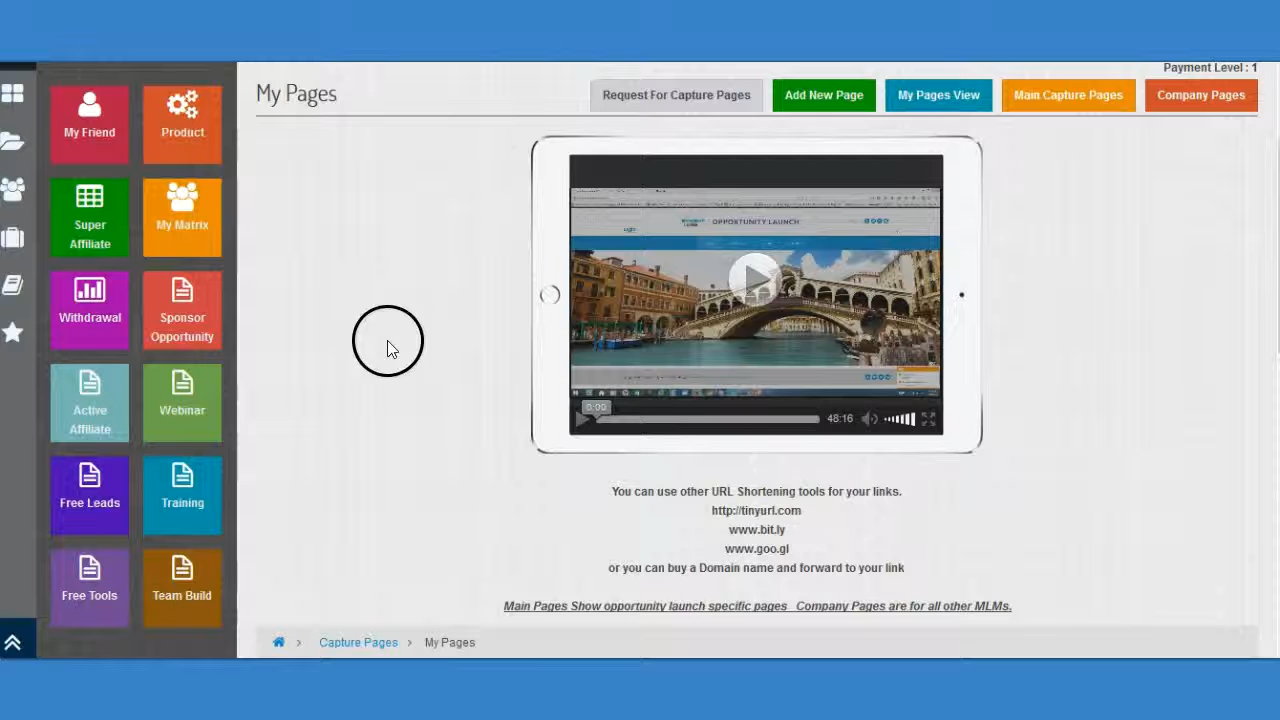 Payment Level : 1
My Pages
Request For Capture Pages
Add New Page
My Pages View
Main Capture Pages
Company Pages
My Friend
Product
Super
Affiliate
My Matrix
Withdrawal
Sponsor
Opportunity
Active
Affiliate
Webinar
Free Leads
Training
Free Tools
Team Build
OPPORTUNITY LAUNCH
0:00
48:16
You can use other URL Shortening tools for your links.
http://tinyurl.com
www.bit.ly
www.goo.gl
or you can buy a Domain name and forward to your link
Main Pages Show opportunity launch specific pages Company Pages are for all other MLMs.
Capture Pages > My Pages